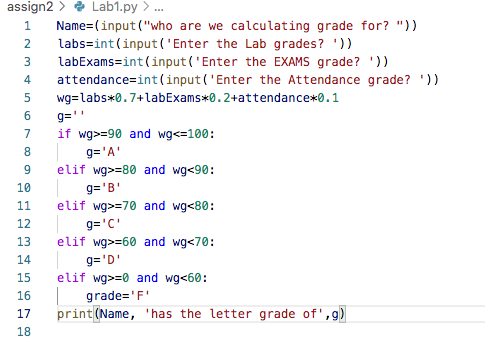 assign2 > Lab1.py > ...
1 Name=(input("who are we calculating grade for? "))
2 labs=int(input('Enter the Lab grades? '))
3 labExams=int(input('Enter the EXAMS grade? '))
4 attendance=int(input('Enter the Attendance grade? '))
5 wg=labs*0.7+labExams*0.2+attendance*0.1
6 g=''
7 if wg>=90 and wg<=100:
8 g='A'
9 elif wg>=80 and wg<90:
10 g='B'
11 elif wg>=70 and wg<80:
12 g='C'
13 elif wg>=60 and wg<70:
14 g='D'
15 elif wg>=0 and wg<60:
16 grade='F'
17 print(Name, 'has the letter grade of',g)
18